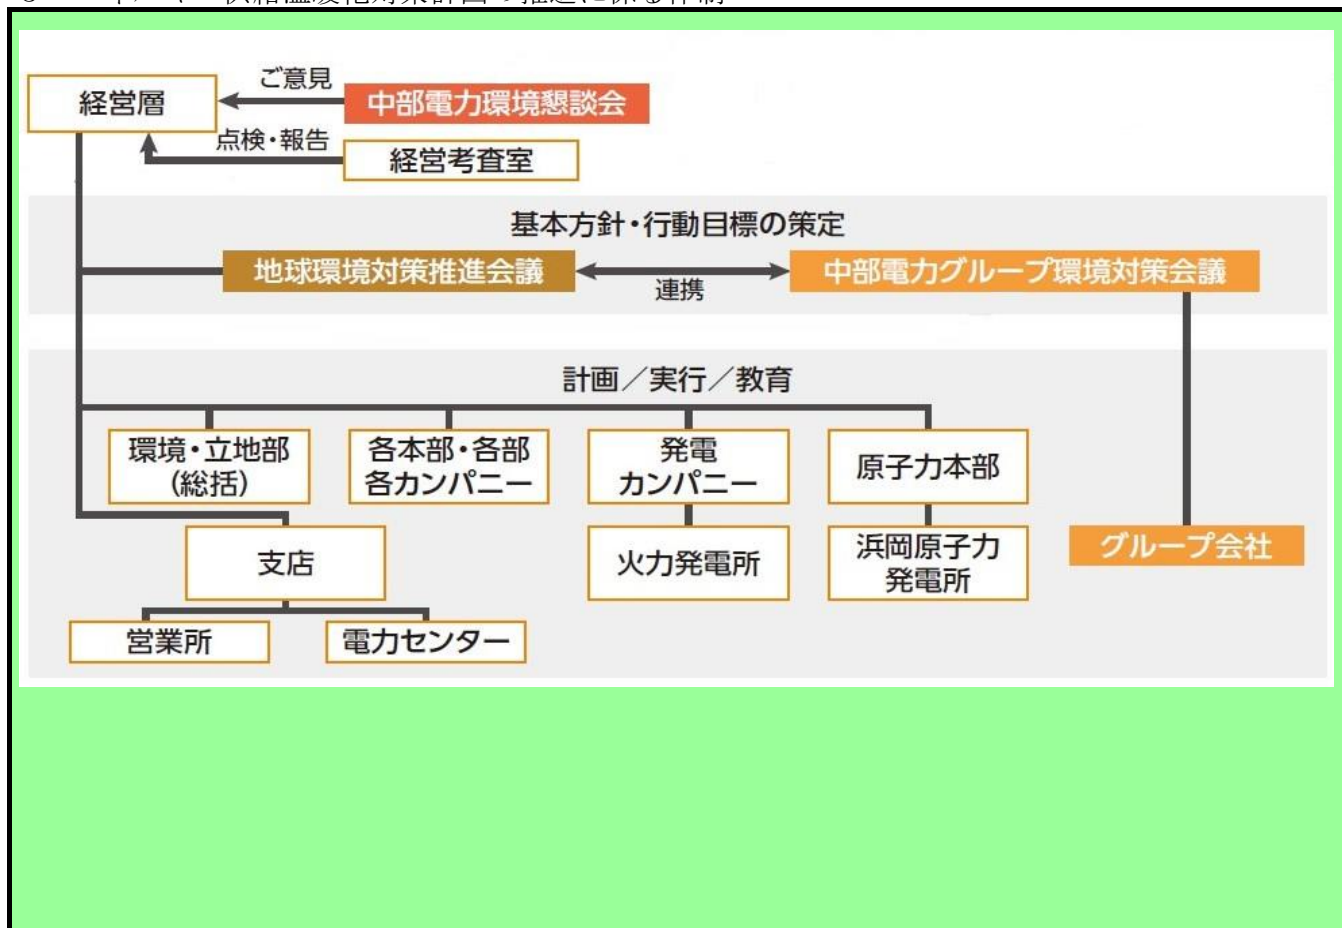 経営層
ご意見
中部電力環境懇談会
点検・報告
経営考査室
基本方針・行動目標の策定
地球環境対策推進会議
連携
中部電力グループ環境対策会議
計画／実行／教育
環境・立地部
(総括)
各本部・各部
各カンパニー
発電
カンパニー
原子力本部
支店
火力発電所
浜岡原子力
発電所
グループ会社
営業所
電力センター